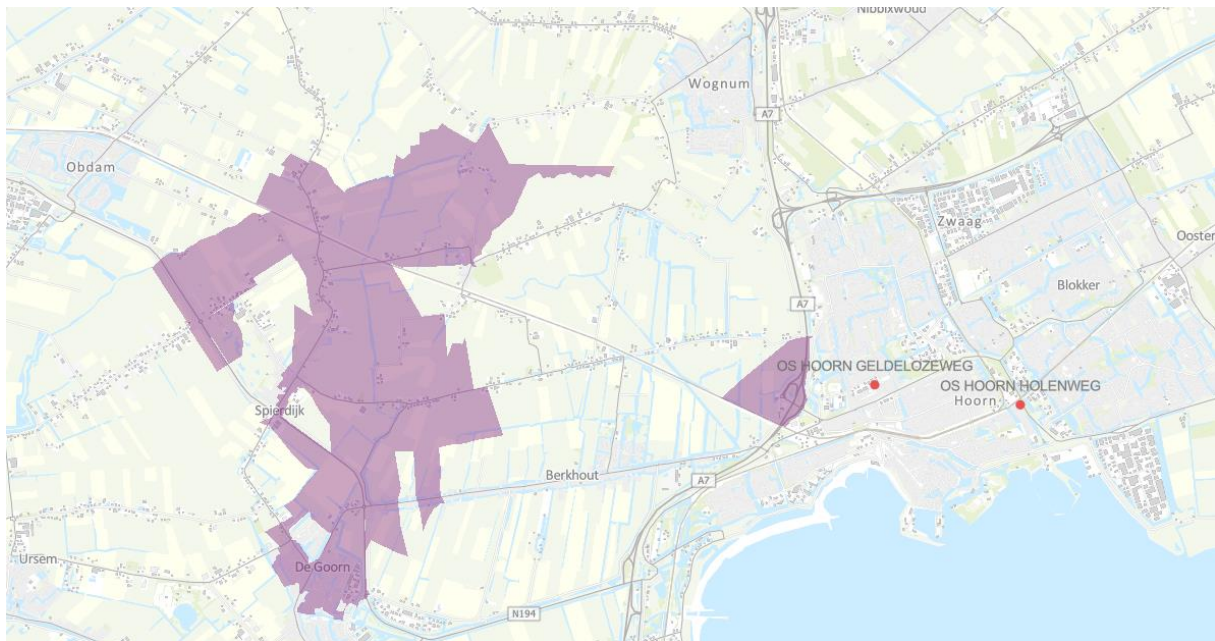 Nibbixwoud
Wognum
A7
Obdam
Zwaag
Ooster
Blokker
A7
OS HOORN GELDELOZEWEG
OS HOORN HOLENWEG
Hoorn
Spierdijk
Berkhout
A7
Ursem
De Goorn
N194